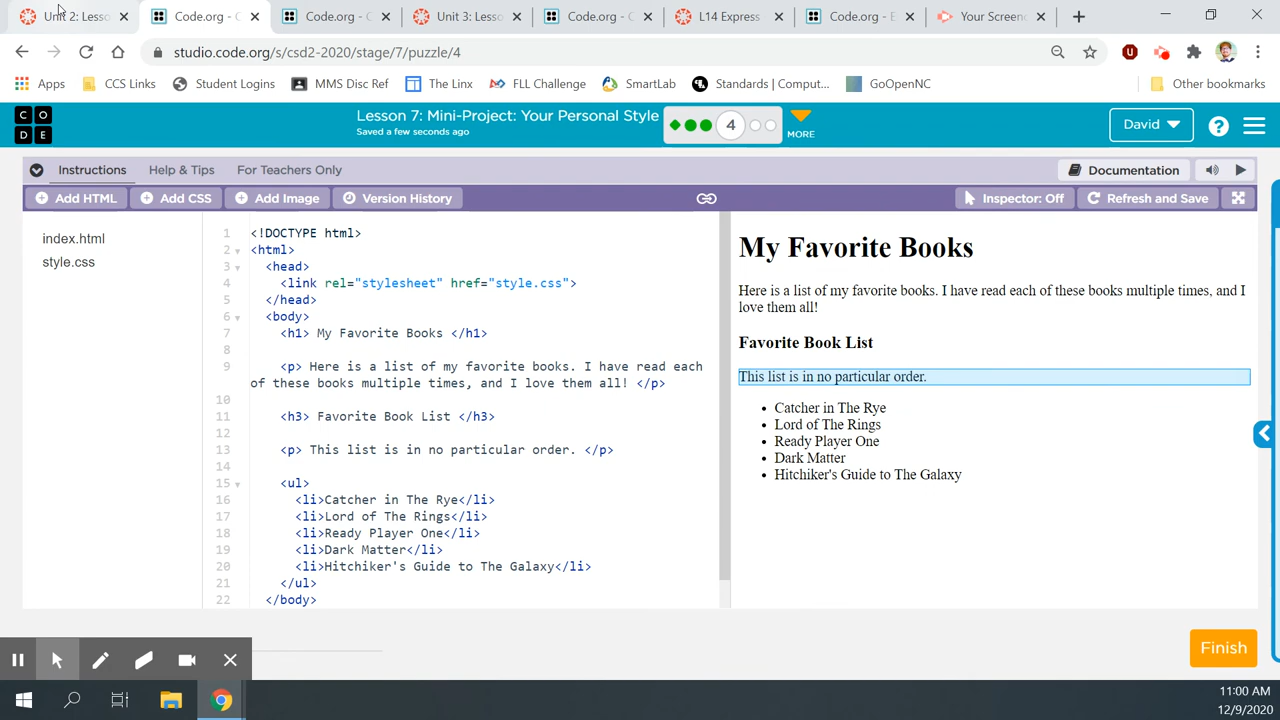 Unit 2: Lesso
Code.org - C
Code.org - C
Unit 3: Lesso
Code.org - C
L14 Express
Code.org - E
Your Screenc
studio.code.org/s/csd2-2020/stage/7/puzzle/4
Apps
CCS Links
Student Logins
MMS Disc Ref
The Linx
FLL Challenge
SmartLab
Standards | Comput...
GoOpenNC
Other bookmarks
C O
D E
Lesson 7: Mini-Project: Your Personal Style
Saved a few seconds ago
4
MORE
David
Instructions
Help & Tips
For Teachers Only
Documentation
Add HTML
Add CSS
Add Image
Version History
Inspector: Off
Refresh and Save
index.html
style.css
1 <!DOCTYPE html>
2 <html>
3 <head>
4 <link rel="stylesheet" href="style.css">
5 </head>
6 <body>
7 <h1> My Favorite Books </h1>
8
9 <p> Here is a list of my favorite books. I have read each
of these books multiple times, and I love them all! </p>
10
11 <h3> Favorite Book List </h3>
12
13 <p> This list is in no particular order. </p>
14
15 <ul>
16 <li>Catcher in The Rye</li>
17 <li>Lord of The Rings</li>
18 <li>Ready Player One</li>
19 <li>Dark Matter</li>
20 <li>Hitchiker's Guide to The Galaxy</li>
21 </ul>
22 </body>
My Favorite Books
Here is a list of my favorite books. I have read each of these books multiple times, and I
love them all!
Favorite Book List
This list is in no particular order.
• Catcher in The Rye
• Lord of The Rings
• Ready Player One
• Dark Matter
• Hitchiker's Guide to The Galaxy
Finish
11:00 AM
12/9/2020